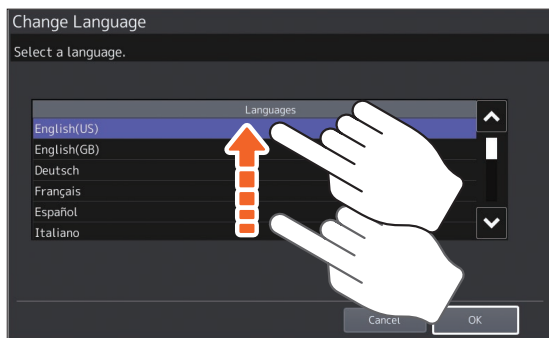 Change Language
Select a language.
Languages
English(US)
English(GB)
Deutsch
Français
Español
Italiano
Cancel
OK